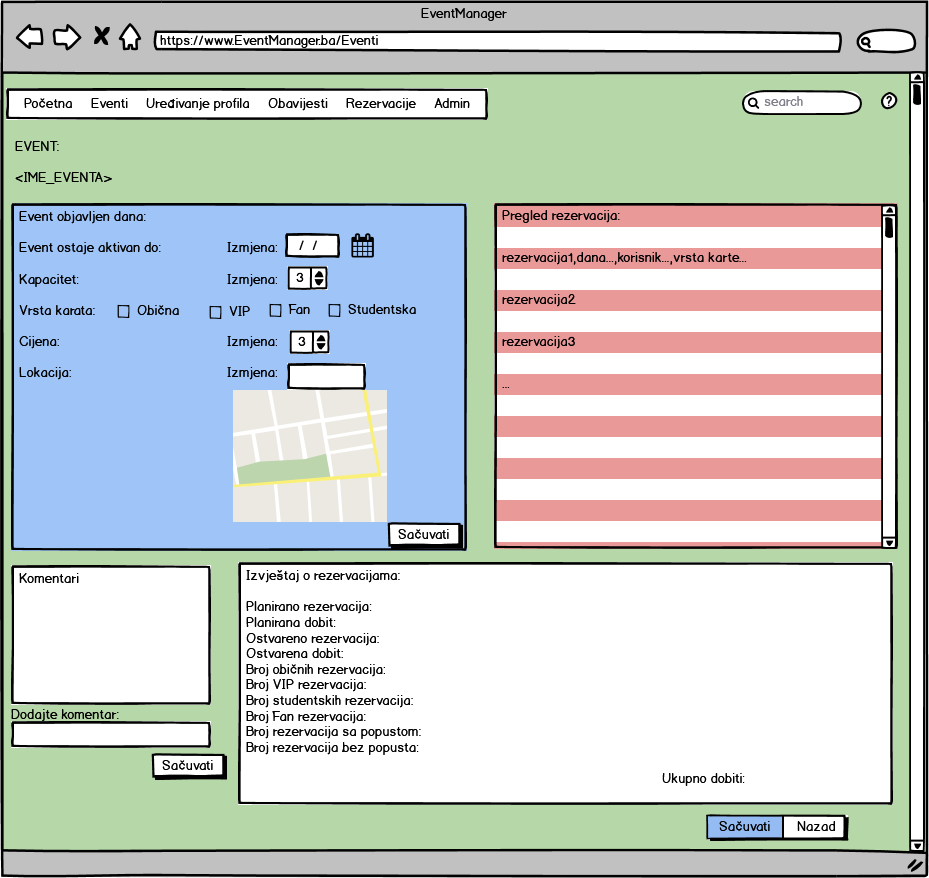 EventManager
https://www.EventManager.ba/Eventi
Početna Eventi Uređivanje profila Obavijesti Rezervacije Admin
search
?
EVENT:
<IME_EVENTA>
Event objavljen dana:
Event ostaje aktivan do: Izmjena: / /
Kapacitet: Izmjena: 3
Vrsta karata: Obična VIP Fan Studentska
Cijena: Izmjena: 3
Lokacija: Izmjena:
Sačuvati
Pregled rezervacija:
rezervacija1,dana...,korisnik...,vrsta karte...
rezervacija2
rezervacija3
...
Komentari
Dodajte komentar:
Sačuvati
Izvještaj o rezervacijama:
Planirano rezervacija:
Planirana dobit:
Ostvareno rezervacija:
Ostvarena dobit:
Broj običnih rezervacija:
Broj VIP rezervacija:
Broj studentskih rezervacija:
Broj Fan rezervacija:
Broj rezervacija sa popustom:
Broj rezervacija bez popusta:
Ukupno dobiti:
Sačuvati Nazad